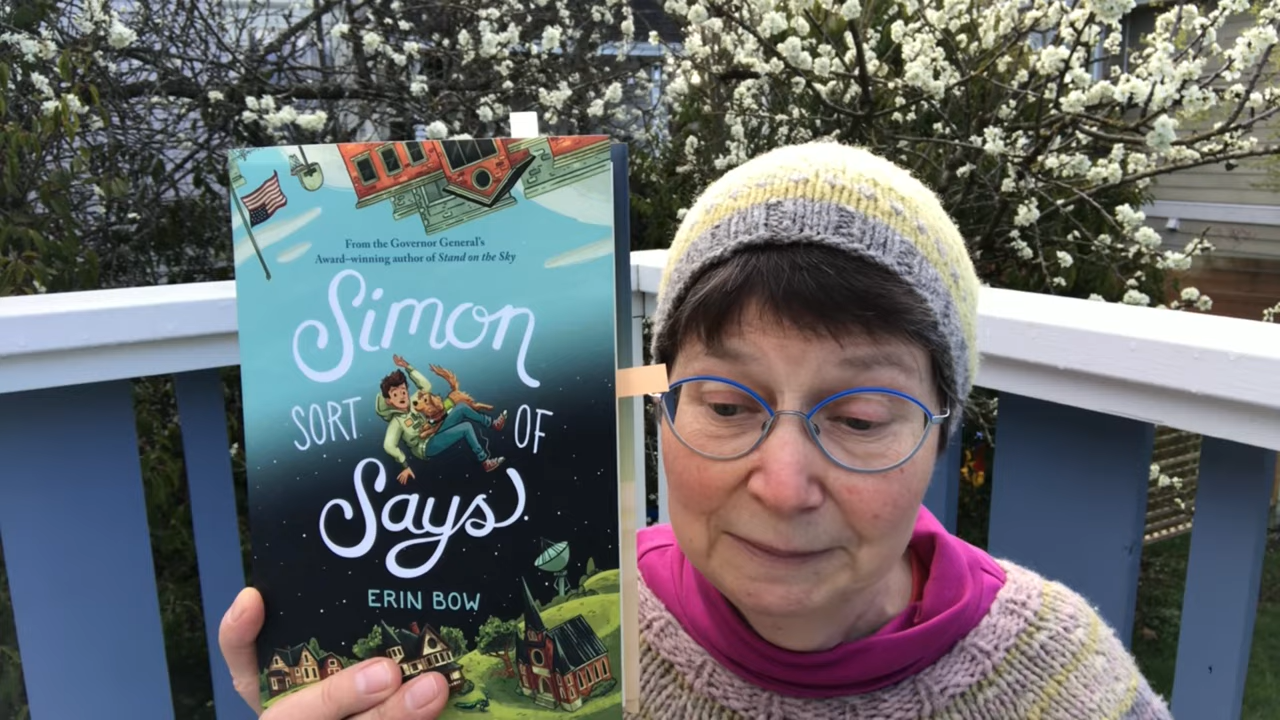 From the Governor General's
Award–winning author of Stand on the Sky
Simon
SORT OF
Says
ERIN BOW